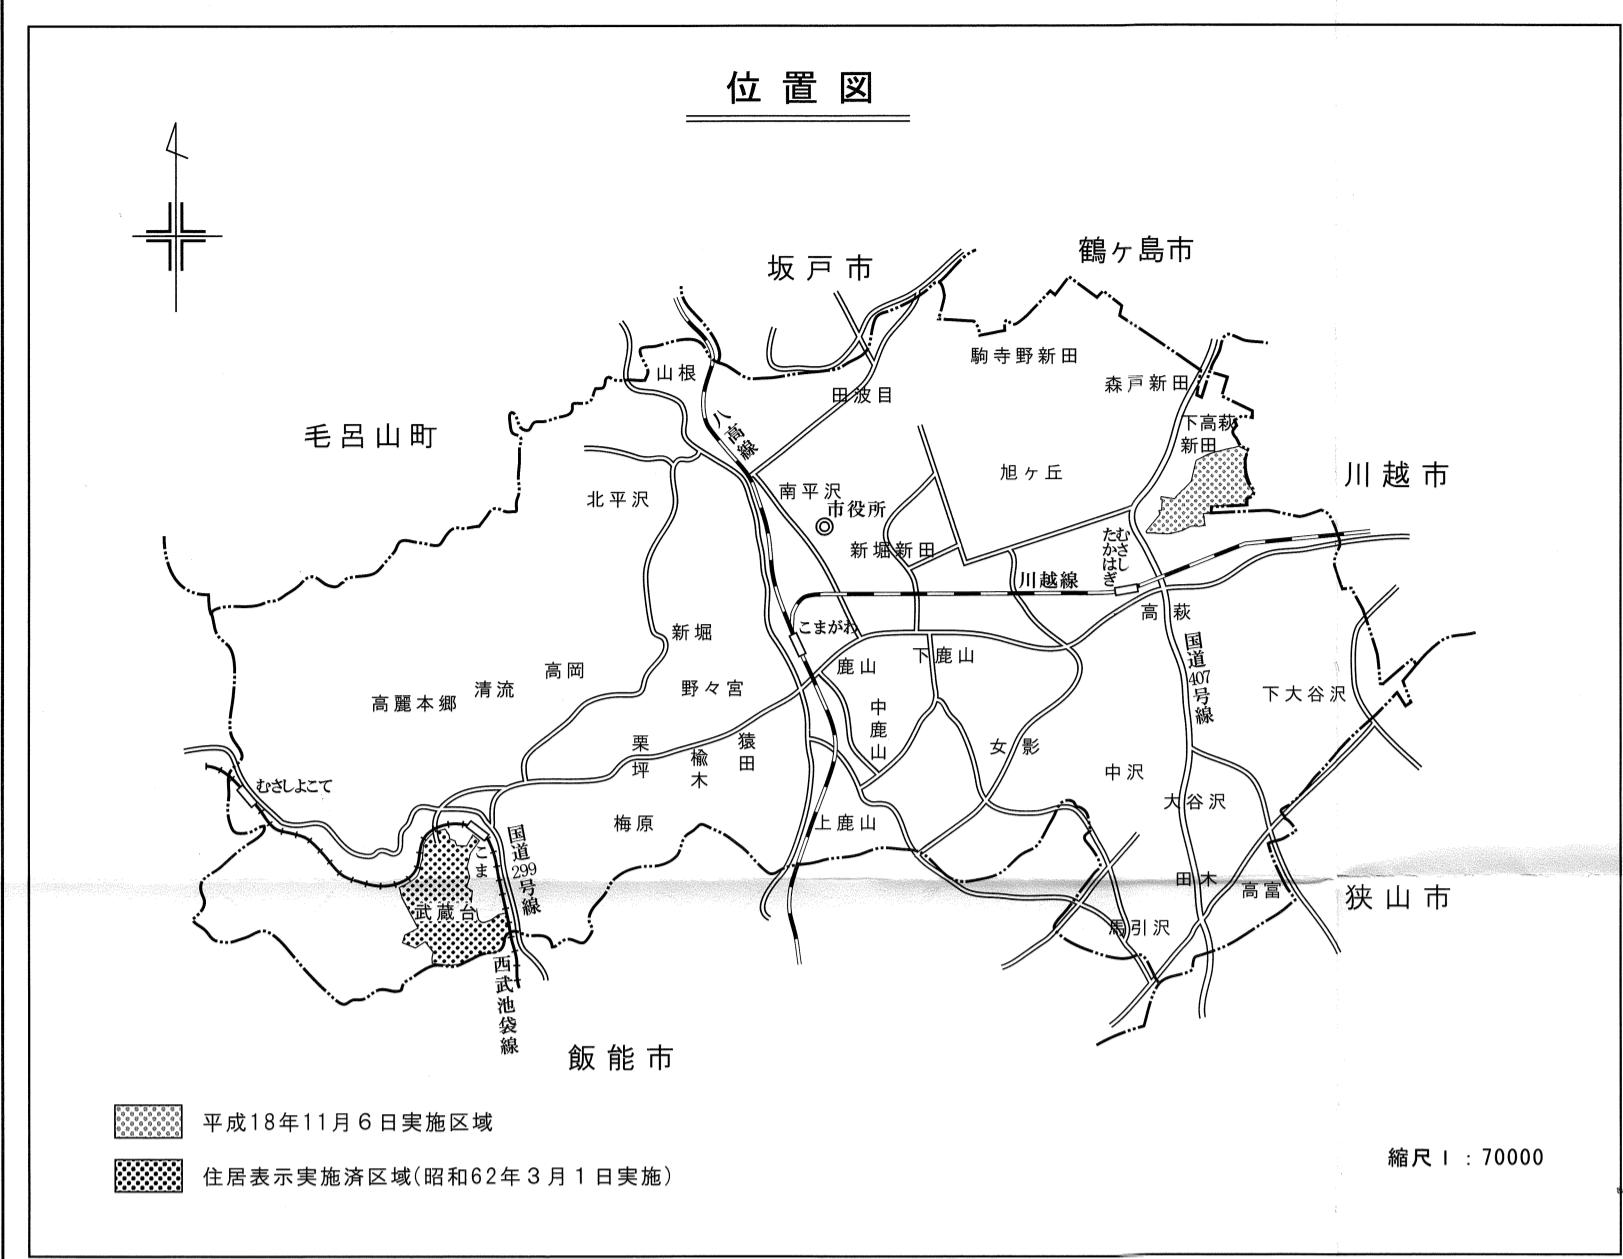 位置図
坂戸市
鶴ヶ島市
毛呂山町
川越市
狭山市
飯能市
駒寺野新田
森戸新田
山根
田波目
下高萩
新田
八高線
旭ヶ丘
北平沢
南平沢
市役所
新堀新田
むさし
たかはぎ
川越線
高萩
こまがわ
新堀
鹿山
下鹿山
国道407号線
高岡
清流
高麗本郷
野々宮
中鹿山
下大谷沢
栗坪
楡木
猿田
女影
中沢
大谷沢
むさしよこて
梅原
上鹿山
国道299号線
こま
武蔵台
田木
高富
馬引沢
西武池袋線
平成18年11月6日実施区域
住居表示実施済区域(昭和62年3月1日実施)
縮尺1:70000